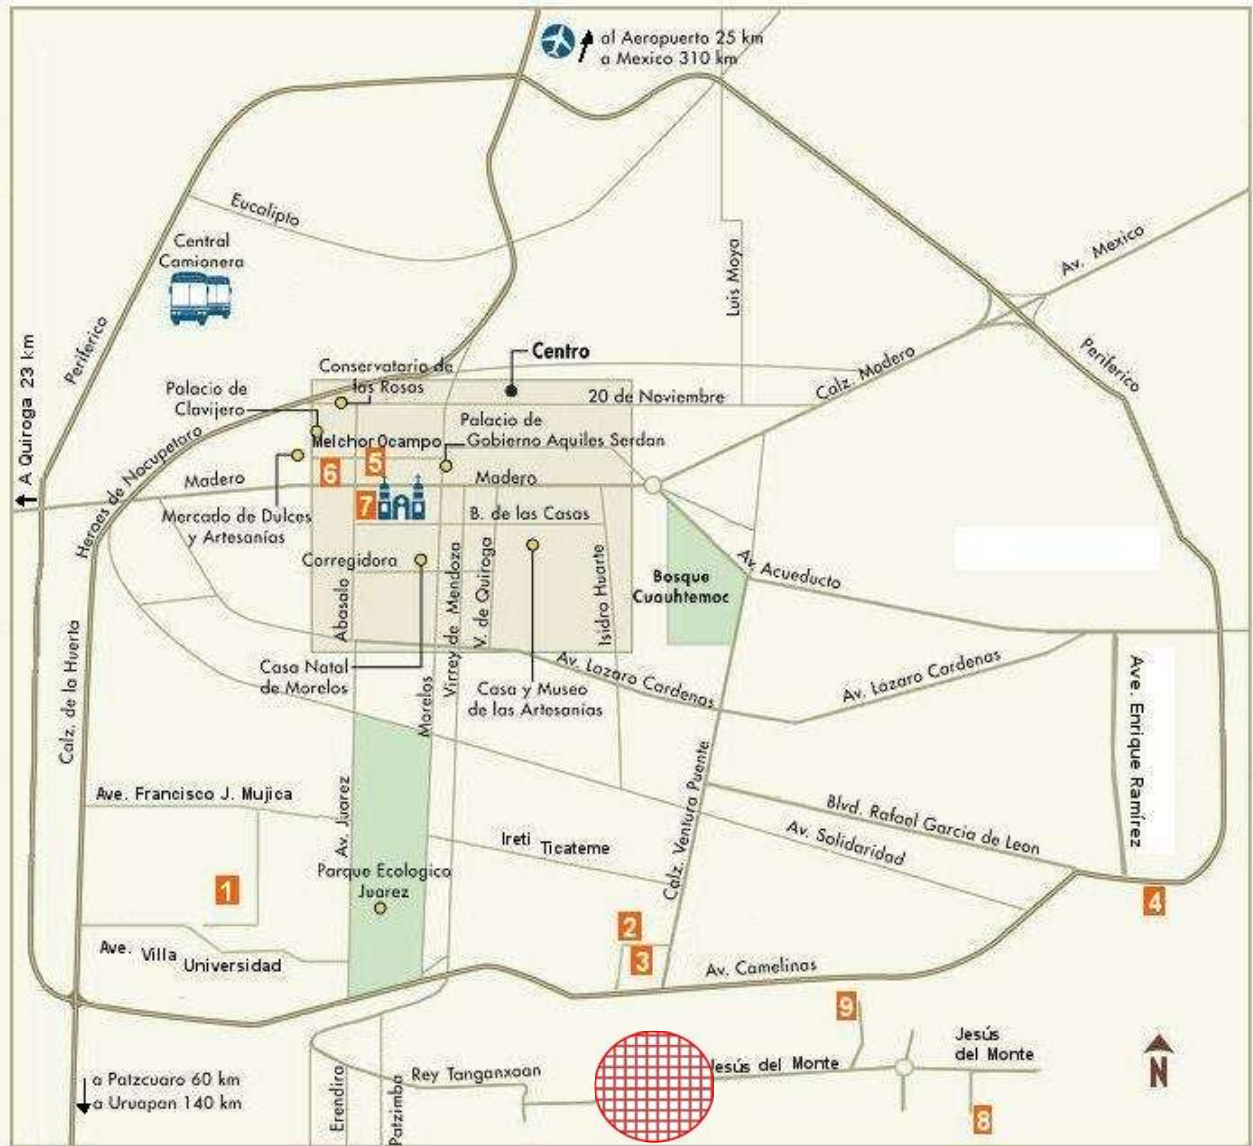 al Aeropuerto 25 km
a Mexico 310 km
Eucalipto
Central
Camionera
Luis Moya
Av. Mexico
Periferico
A Quiroga 23 km
Periferico
Conservatorio de
las Rosas
Centro
Calz. Madero
Palacio de
Clavijero
20 de Noviembre
Palacio de
Gobierno Aquiles Serdan
Melchor Ocampo
5
6
Heroes de Nocupetaro
Madero
Madero
7
Mercado de Dulces
y Artesanías
B. de las Casas
Corregidora
Abasolo
Virrey de Mendoza
V. de Quiroga
Isidro Huarte
Bosque
Cuauhtemoc
Av. Acueducto
Casa Natal
de Morelos
Casa y Museo
de las Artesanías
Av. Lazaro Cardenas
Av. Lazaro Cardenas
Ave. Enrique Ramírez
Calz. de la Huerta
Morelos
Ave. Francisco J. Mujica
Av. Juarez
Ireti Ticateme
Calz. Ventura Puente
Blvd. Rafael Garcia de Leon
Av. Solidaridad
Parque Ecologico
Juarez
1
2
3
4
Ave. Villa Universidad
Av. Camelinas
9
Jesús
del Monte
Jesús del Monte
N
a Patzcuaro 60 km
a Uruapan 140 km
Rey Tanganxoan
Erendira
Patzimba
8